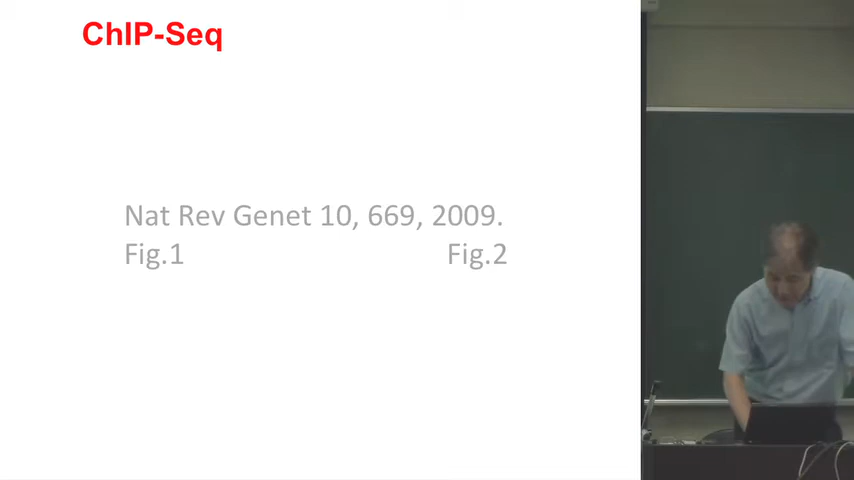 ChIP-Seq
Nat Rev Genet 10, 669, 2009.
Fig.1 Fig.2